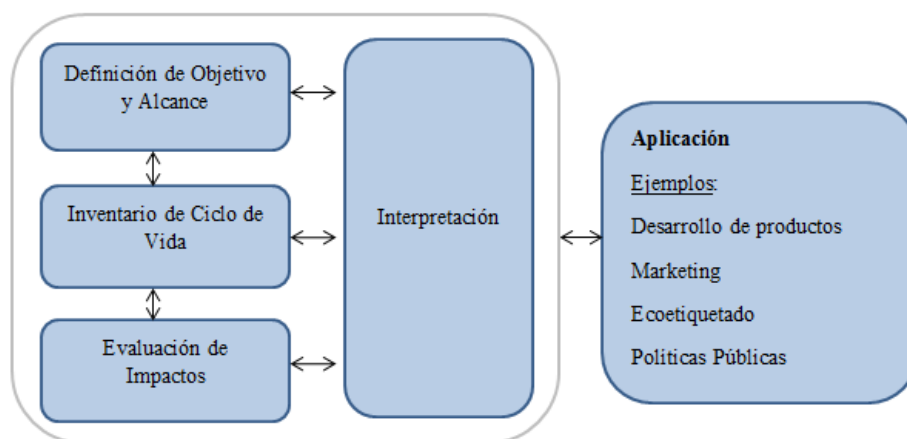 Definición de Objetivo
y Alcance
Inventario de Ciclo de
Vida
Evaluación de
Impactos
Interpretación
Aplicación
Ejemplos:
Desarrollo de productos
Marketing
Ecoetiquetado
Políticas Públicas